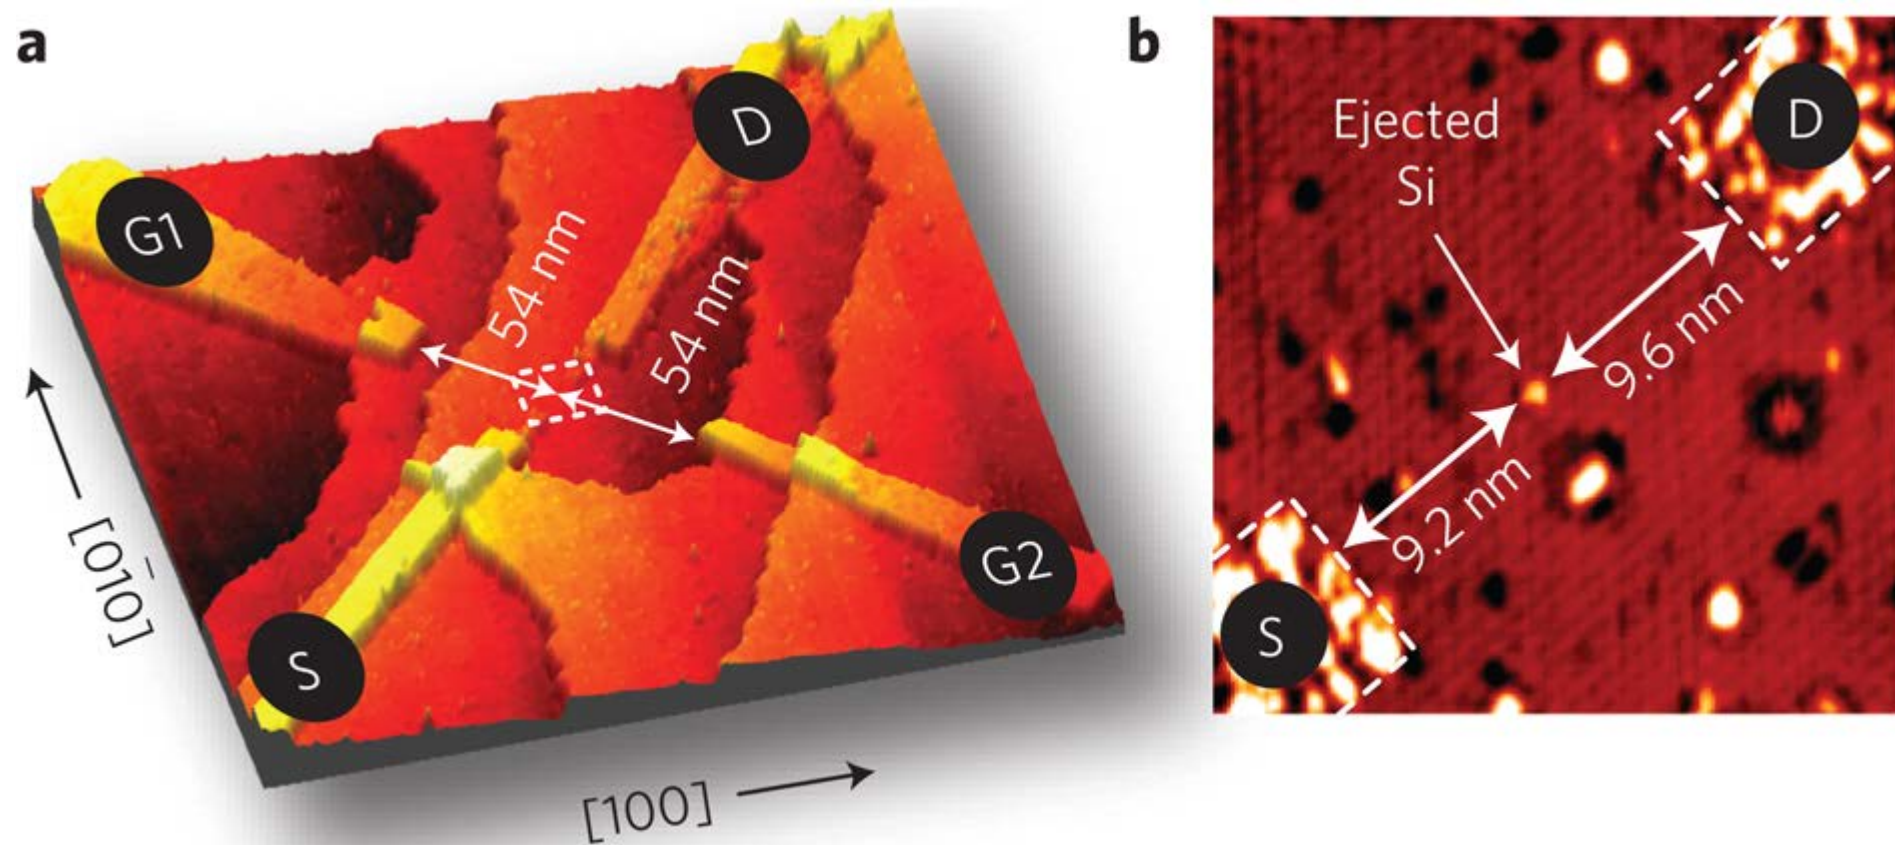 a
D
G1
54 nm
54 nm
G2
S
[01̄0]
[100]
b
Ejected
Si
D
9.6 nm
9.2 nm
S